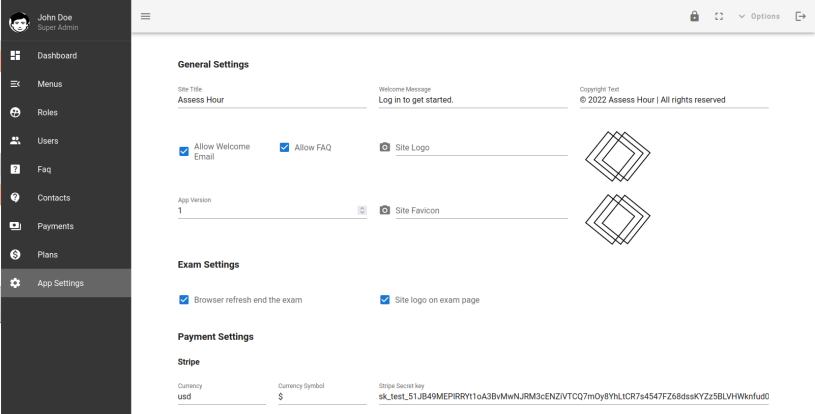 John Doe
Super Admin
Options
Dashboard
Menus
Roles
Users
Faq
Contacts
Payments
Plans
App Settings
General Settings
Site Title
Assess Hour
Welcome Message
Log in to get started.
Copyright Text
© 2022 Assess Hour | All rights reserved
Allow Welcome
Email
Allow FAQ
Site Logo
App Version
1
Site Favicon
Exam Settings
Browser refresh end the exam
Site logo on exam page
Payment Settings
Stripe
Currency
usd
Currency Symbol
$
Stripe Secret key